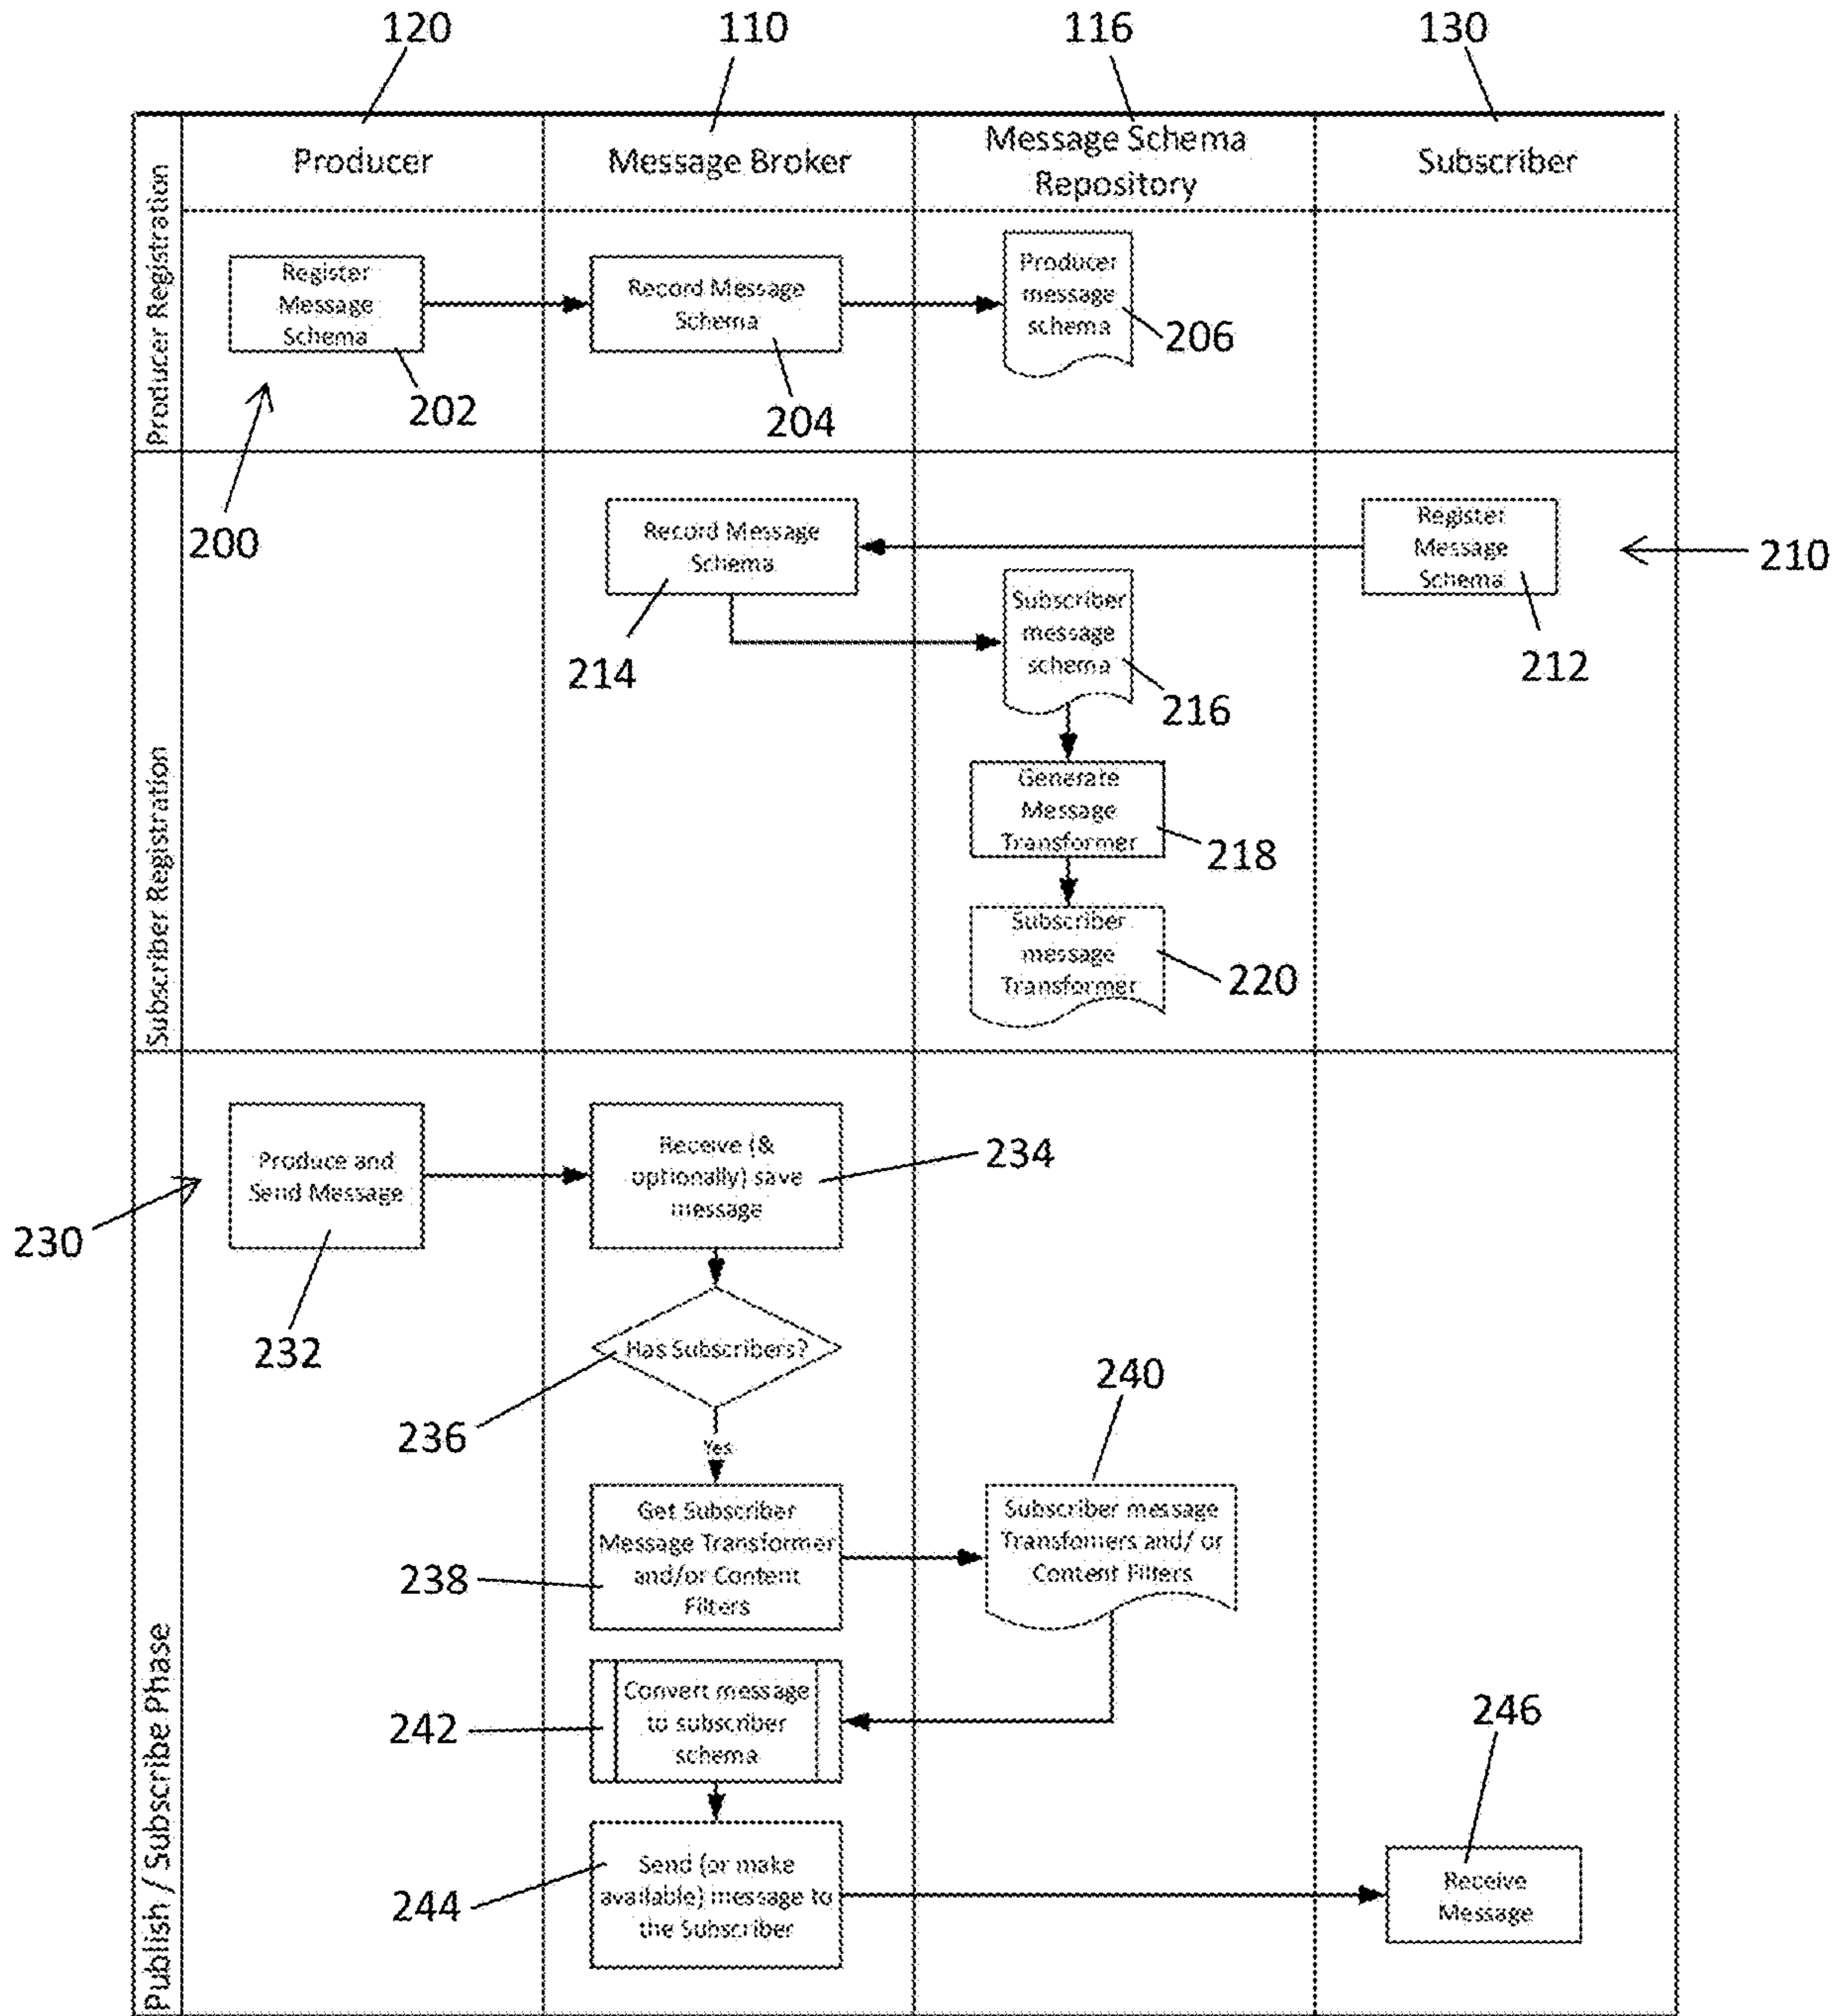 120
110
116
130
Producer
Message Broker
Message Schema
Repository
Subscriber
Producer Registration
Register
Message
Schema
202
200
Record Message
Schema
204
Producer
message
schema
206
Subscriber Registration
Register
Message
Schema
212
210
Record Message
Schema
214
Subscriber
message
schema
216
Generate
Message
Transformer
218
Subscriber
message
Transformer
220
Publish / Subscribe Phase
230
Produce and
Send Message
232
Receive (&
optionally) save
message
234
Has Subscribers?
236
Yes
Get Subscriber
Message Transformer
and/or Content
Filters
238
240
Subscriber message
Transfomers and/ or
Content Filters
Convert message
to subscriber
schema
242
Send (or make
available) message to
the Subscriber
244
246
Receive
Message